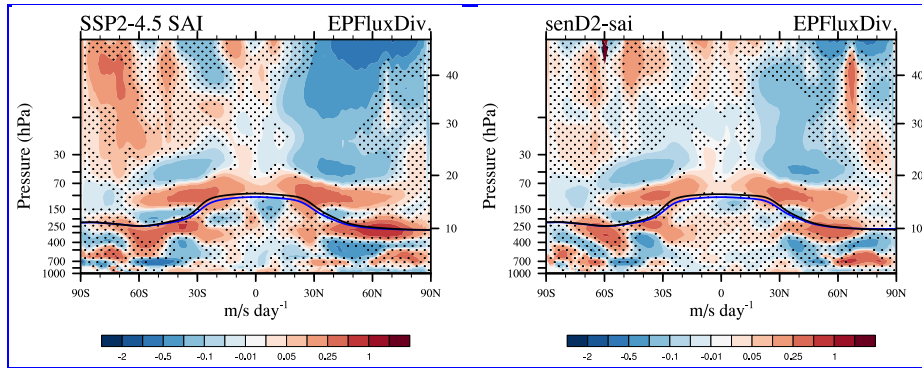 SSP2-4.5 SAI EPFluxDiv.
Pressure (hPa)
30
70
150
250
400
700
1000
40
30
20
10
90S 60S 30S 0 30N 60N 90N
m/s day-1
-2 -0.5 -0.1 -0.01 0.05 0.25 1
senD2-sai EPFluxDiv.
Pressure (hPa)
30
70
150
250
400
700
1000
40
30
20
10
90S 60S 30S 0 30N 60N 90N
m/s day-1
-2 -0.5 -0.1 -0.01 0.05 0.25 1